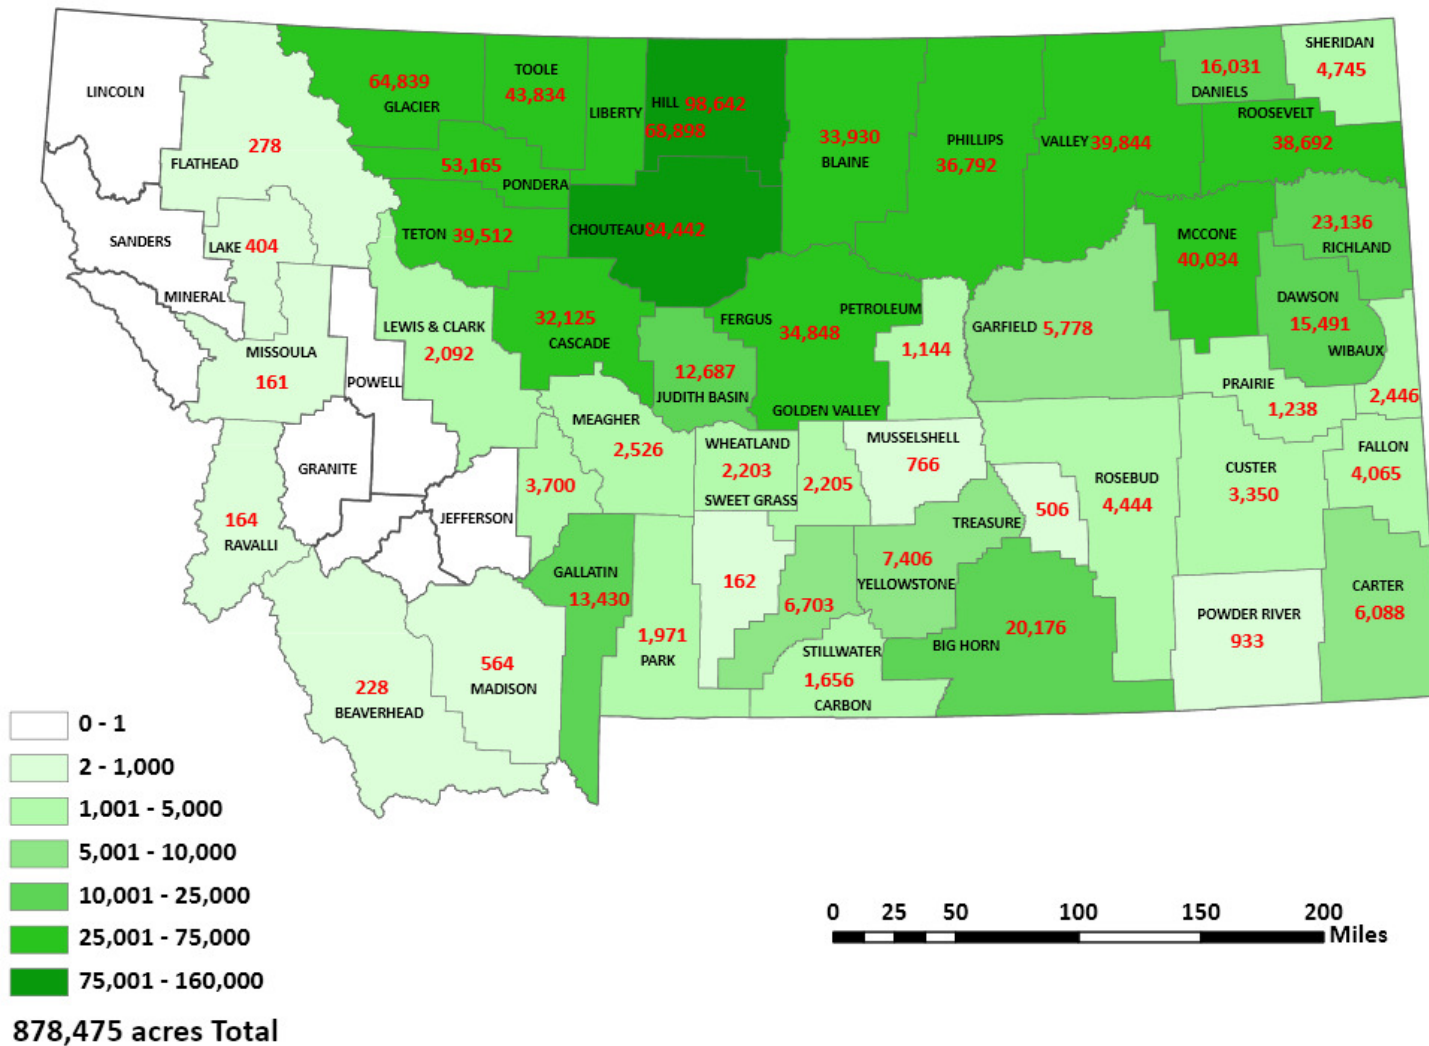 SHERIDAN
4,745
16,031
DANIELS
TOOLE
43,834
64,839
GLACIER
LINCOLN
LIBERTY
HILL 98,642
68,898
ROOSEVELT
38,692
33,930
BLAINE
PHILLIPS
36,792
VALLEY 39,844
278
FLATHEAD
53,165
PONDERA
23,136
RICHLAND
TETON 39,512
CHOUTEAU 84,442
MCCONE
40,034
SANDERS
LAKE 404
MINERAL
DAWSON
15,491
WIBAUX
2,446
LEWIS & CLARK
2,092
32,125
CASCADE
FERGUS
34,848
PETROLEUM
1,144
GARFIELD 5,778
MISSOULA
161
POWELL
12,687
JUDITH BASIN
PRAIRIE
1,238
GOLDEN VALLEY
MEAGHER
2,526
WHEATLAND
2,203
SWEET GRASS
2,205
MUSSELSHELL
766
FALLON
4,065
GRANITE
3,700
ROSEBUD
4,444
CUSTER
3,350
506
TREASURE
164
RAVALLI
JEFFERSON
GALLATIN
13,430
162
7,406
YELLOWSTONE
6,703
CARTER
6,088
POWDER RIVER
933
20,176
BIG HORN
1,971
PARK
STILLWATER
1,656
CARBON
564
MADISON
228
BEAVERHEAD
0 - 1
2 - 1,000
1,001 - 5,000
5,001 - 10,000
10,001 - 25,000
25,001 - 75,000
75,001 - 160,000
878,475 acres Total
0 25 50 100 150 200
Miles